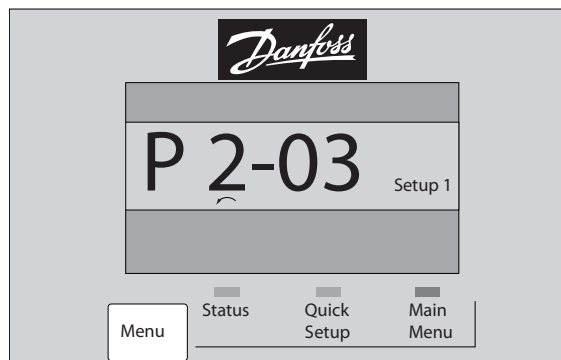 Danfoss
P 2-03
Setup 1
Status
Quick
Setup
Main
Menu
Menu